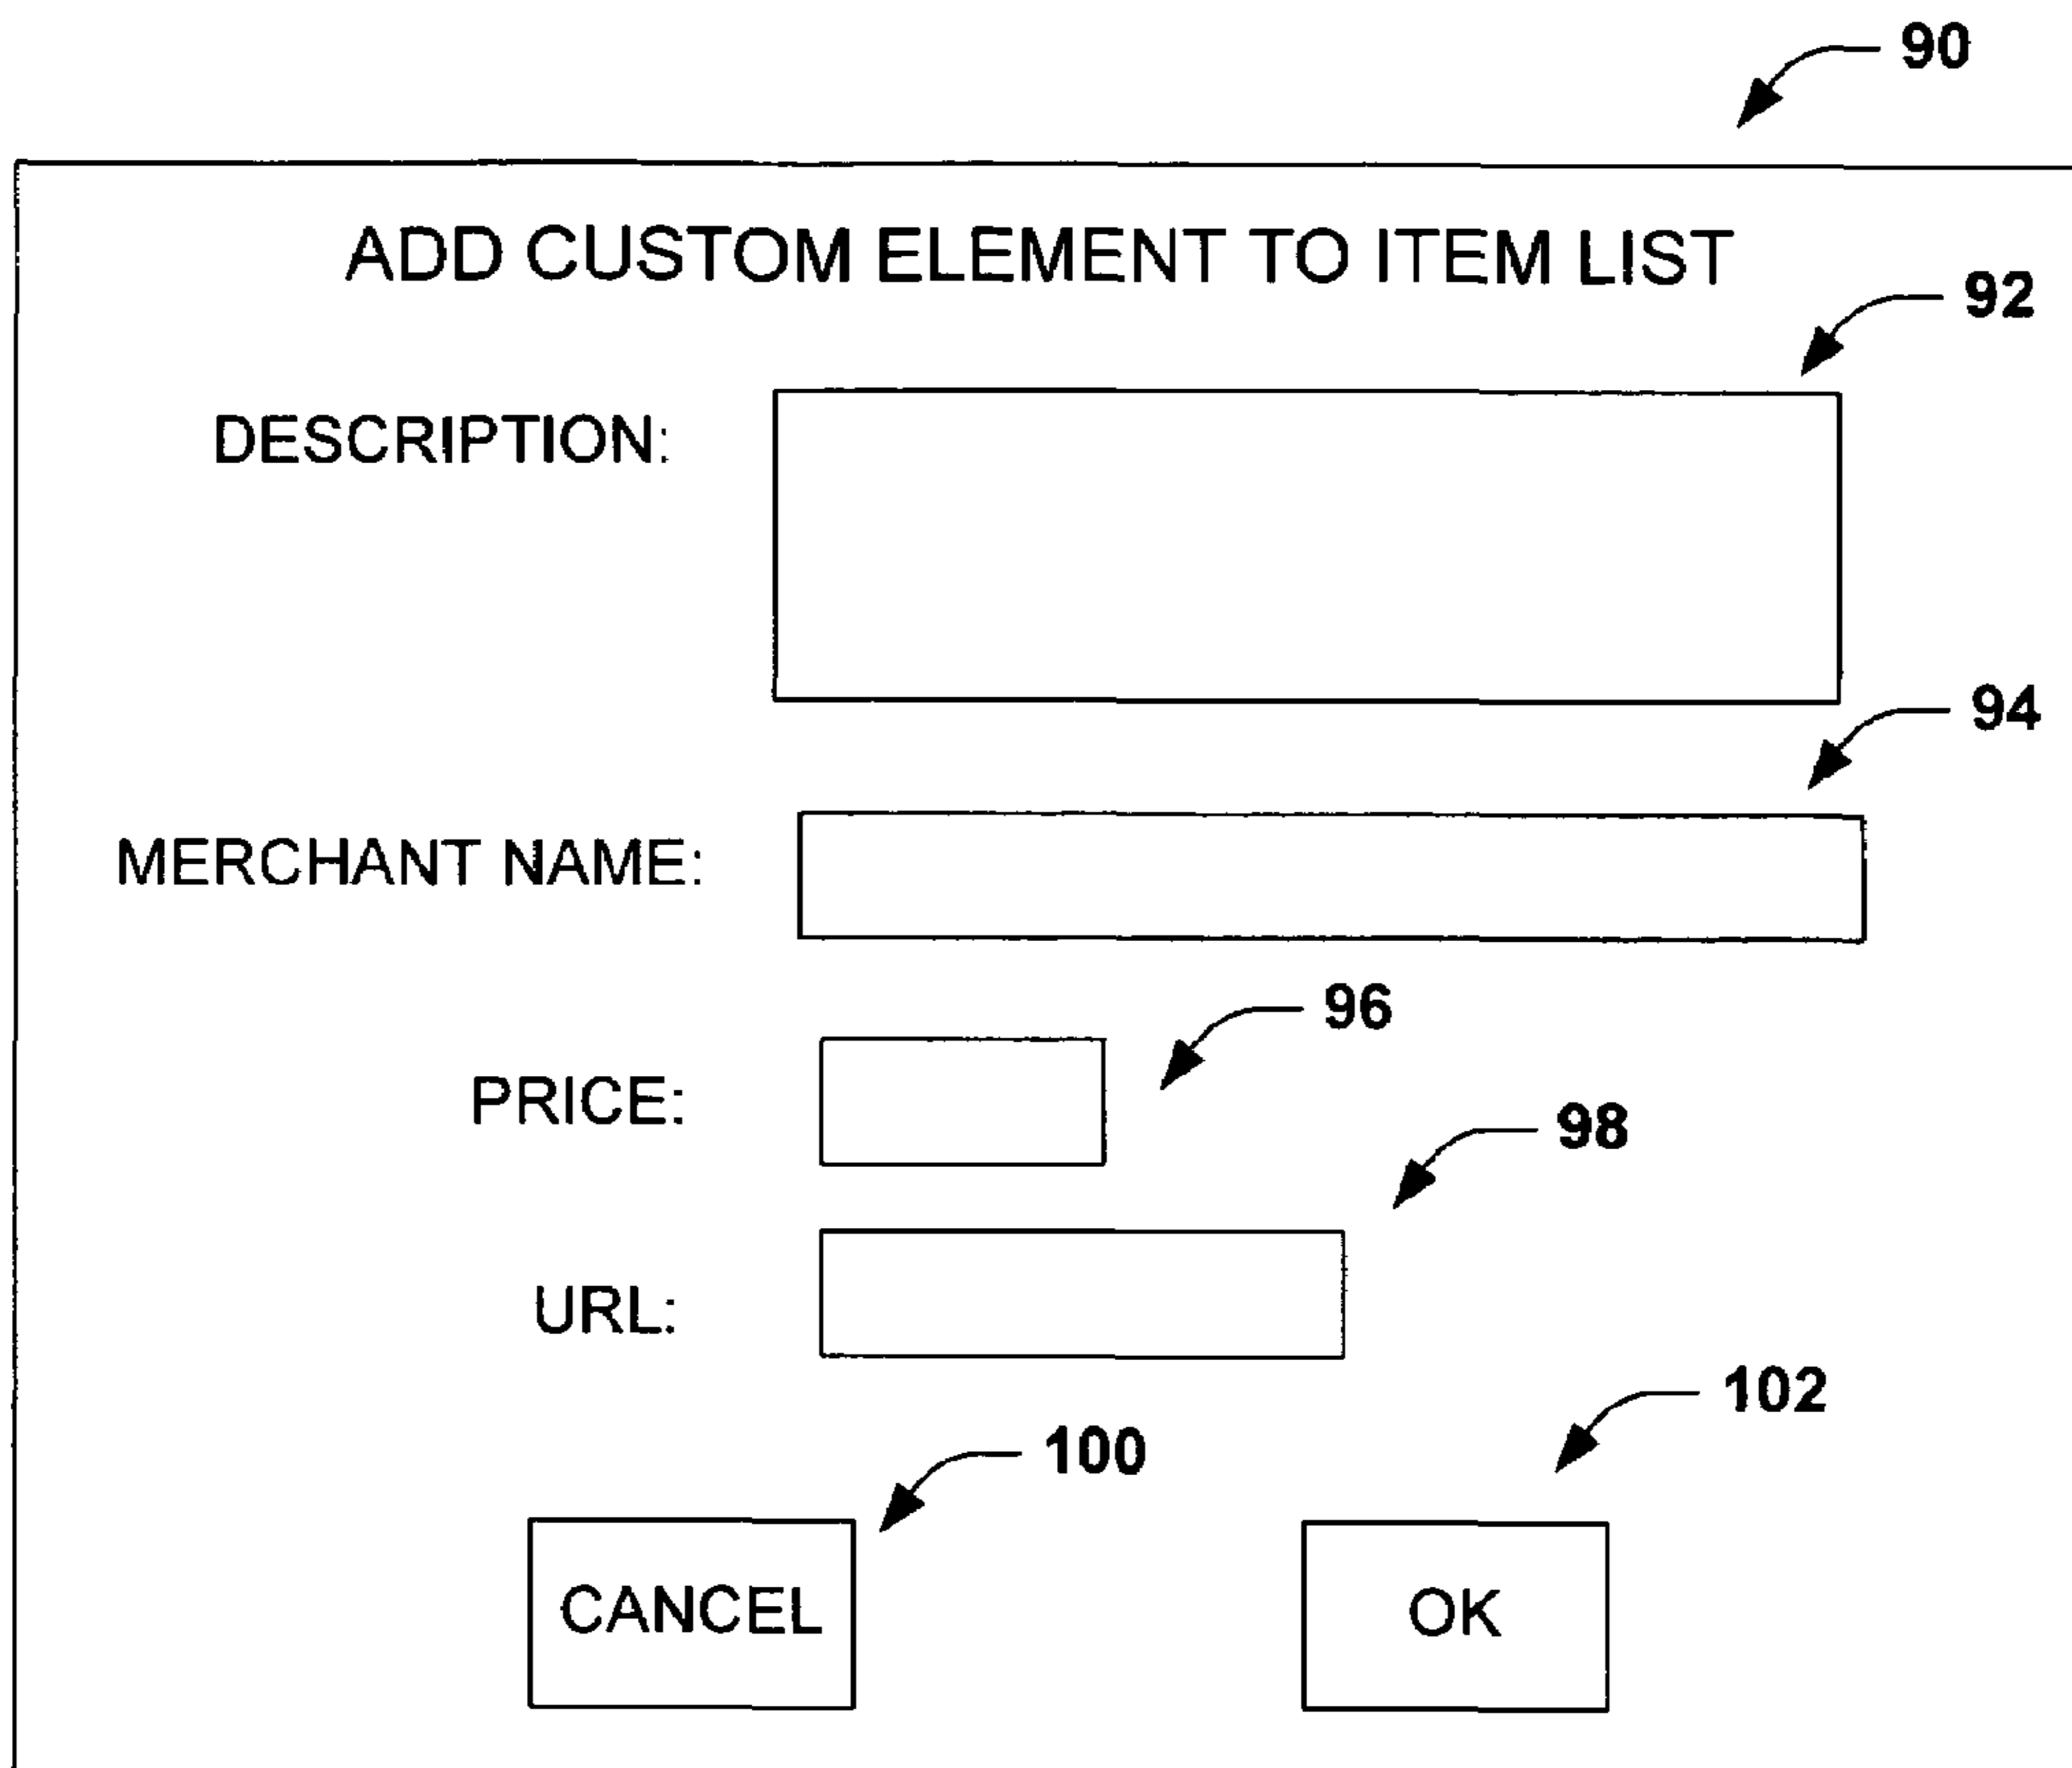 90
ADD CUSTOM ELEMENT TO ITEM LIST
92
DESCRIPTION:
94
MERCHANT NAME:
96
PRICE:
98
URL:
102
100
CANCEL
OK